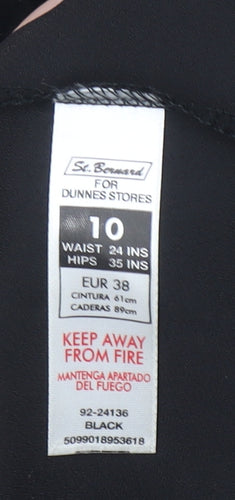 St. Bernard
FOR
DUNNES STORES
10
WAIST 24 INS
HIPS 35 INS
EUR 38
CINTURA 61cm
CADERAS 89cm
KEEP AWAY
FROM FIRE
MANTENGA APARTADO
DEL FUEGO
92-24136
BLACK
5099018953618